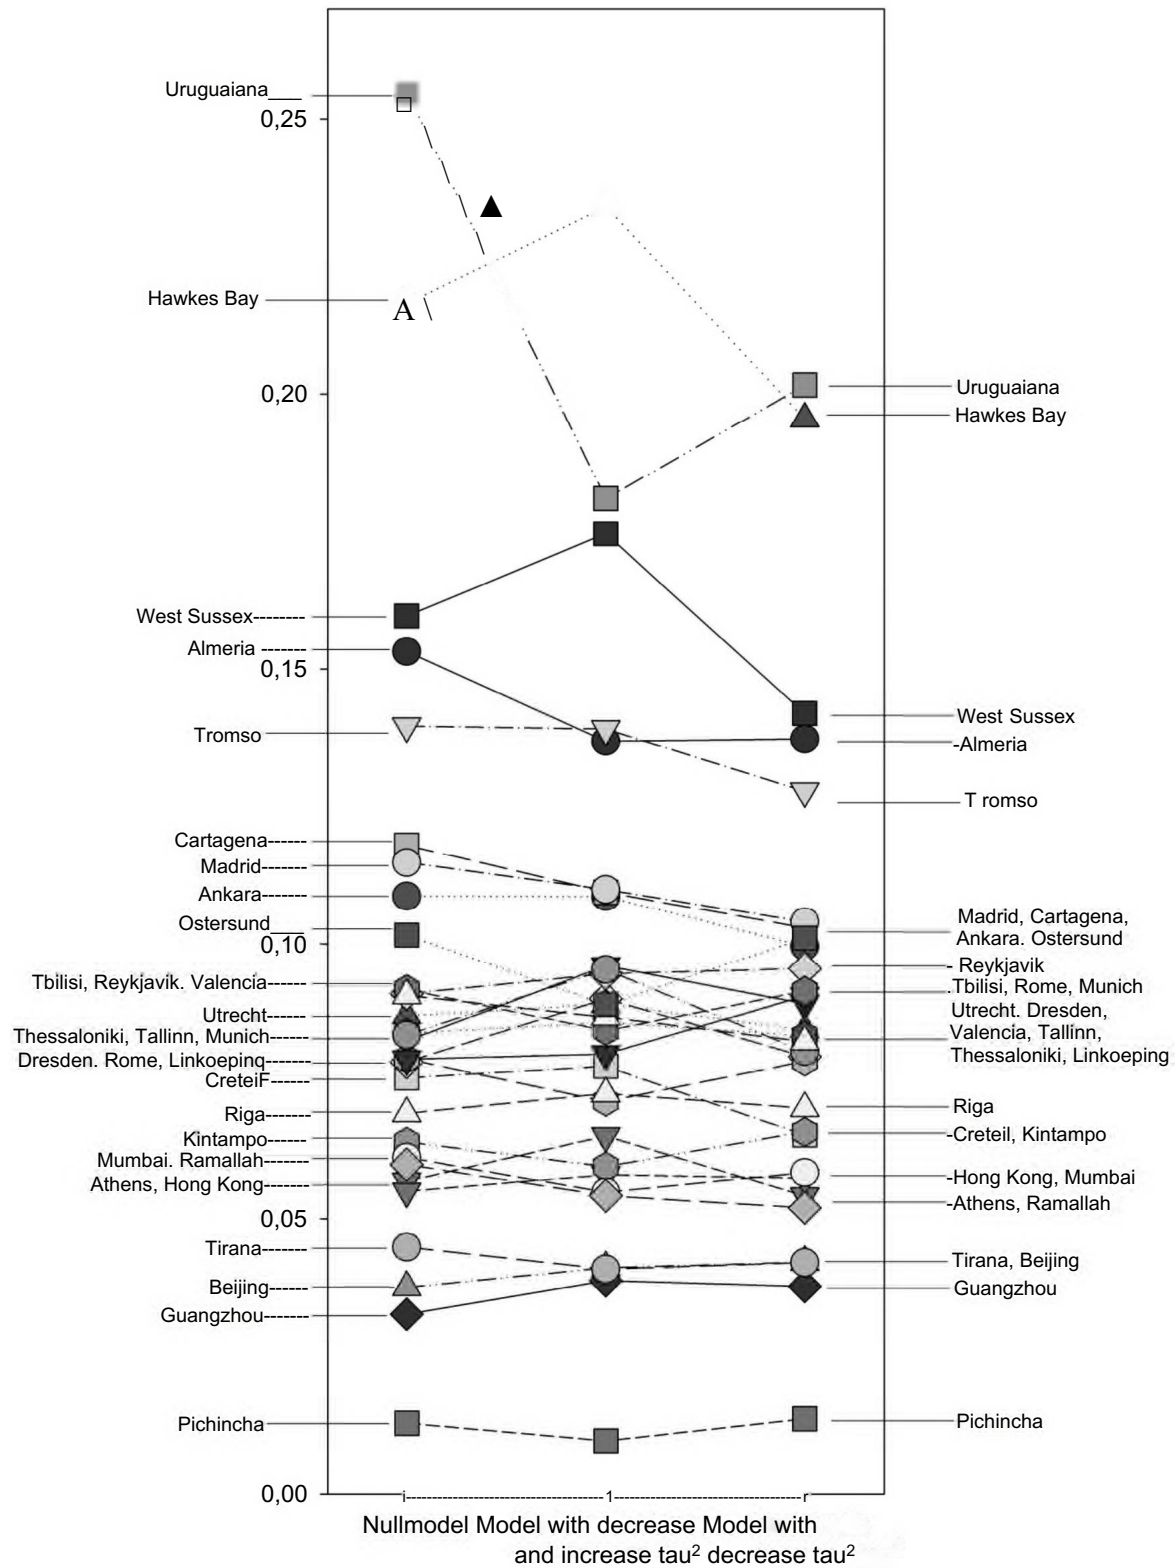 Uruguaiana___
0,25
Hawkes Bay
A
0,20
Uruguaiana
Hawkes Bay
West Sussex--------
Almeria -------
0,15
Tromso
West Sussex
-Almeria
T romso
Cartagena------
Madrid-------
Ankara-------
Ostersund___
0,10
Madrid, Cartagena,
Ankara. Ostersund
- Reykjavik
Tbilisi, Reykjavik. Valencia------
.Tbilisi, Rome, Munich
Utrecht------
Utrecht. Dresden,
Valencia, Tallinn,
Thessaloniki, Linkoeping
Thessaloniki, Tallinn, Munich------
Dresden. Rome, Linkoepinq-------
CreteiF------
Riga-------
Riga
Kintampo------
-Creteil, Kintampo
Mumbai. Ramallah-------
Athens, Hong Kong-------
-Hong Kong, Mumbai
-Athens, Ramallah
0,05
Tirana-------
Tirana, Beijing
Beijing------
Guangzhou
Guangzhou-------
Pichincha
Pichincha
0,00
Nullmodel Model with decrease Model with
and increase tau² decrease tau²